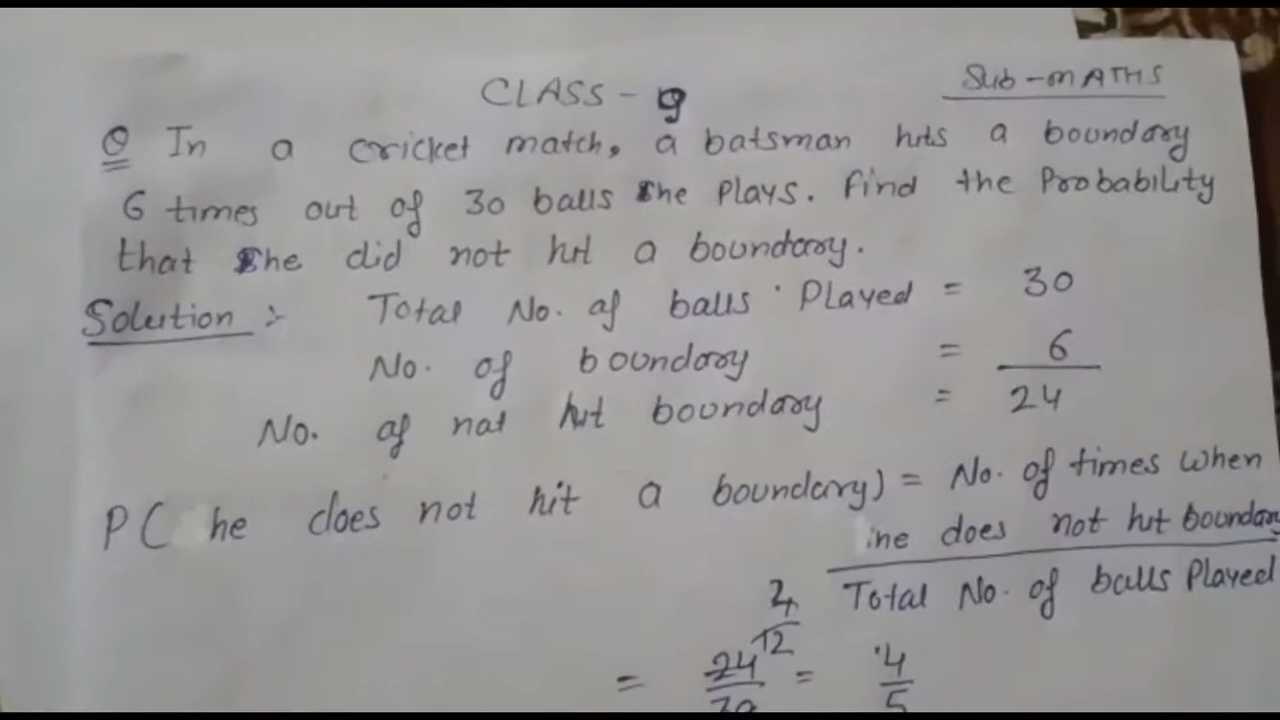 CLASS - 9
Sub - MATHS
Q In a cricket match, a batsman hits a boundary
6 times out of 30 balls she Plays. Find the Probability
that She did not hit a boundary.
Solution :- Total No. of balls Played = 30
No. of boundary = 6
No. of not hit boundary = 24
P( he does not hit a boundary) = No. of times when
he does not hit boundary
Total No. of balls Played
4
12
= 24/30 = 4/5